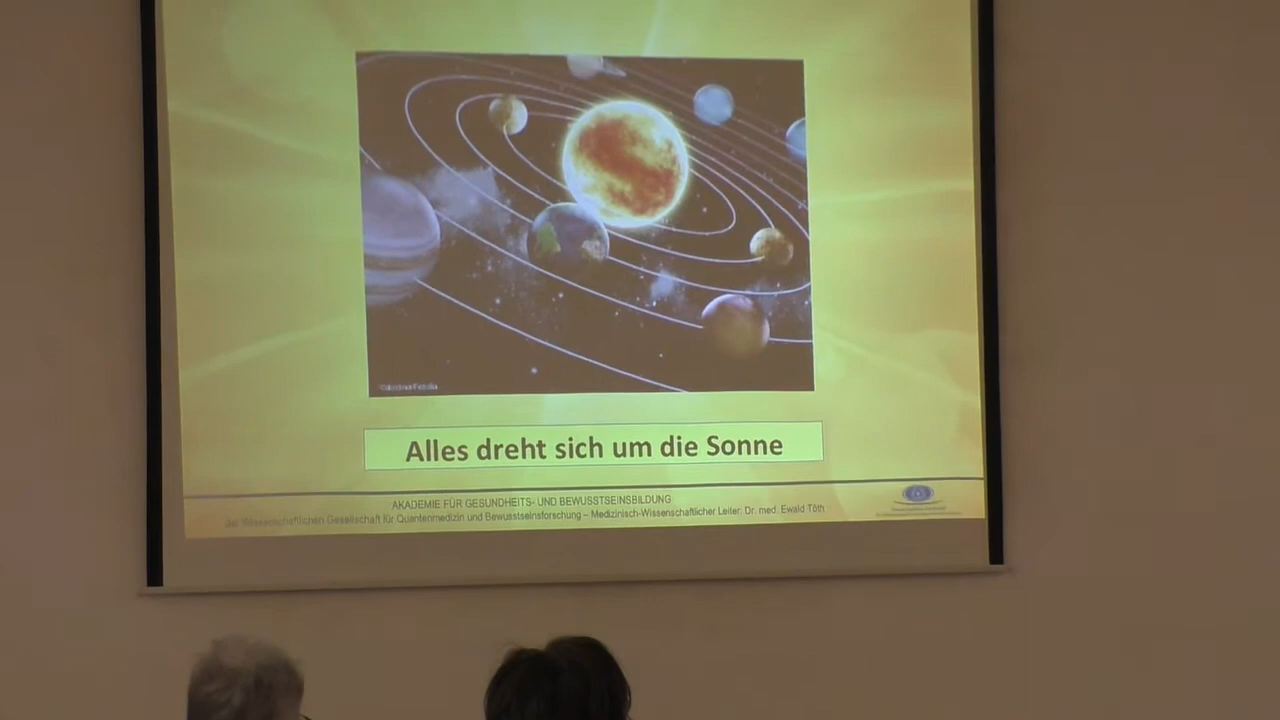 Alles dreht sich um die Sonne
AKADEMIE FÜR GESUNDHEITS- UND BEWUSSTSEINSBILDUNG
der Wissenschaftlichen Gesellschaft für Quantenmedizin und Bewusstseinsforschung – Medizinisch-Wissenschaftlicher Leiter: Dr. med. Ewald Töth